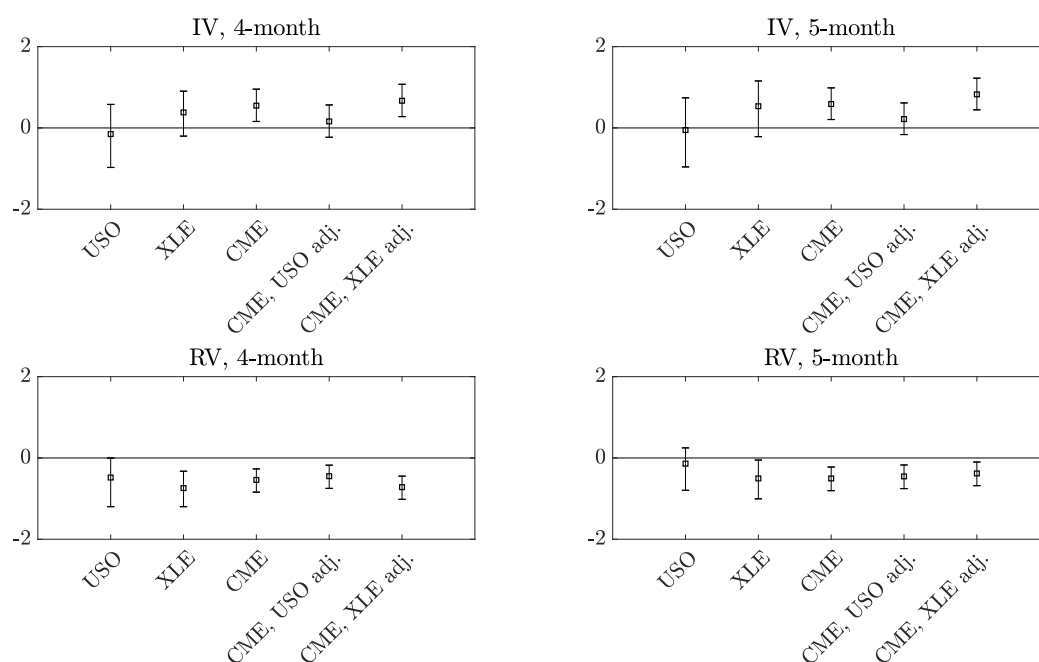 IV, 4-month
2
0
-2
USO
XLE
CME
CME, USO adj.
CME, XLE adj.
IV, 5-month
2
0
-2
USO
XLE
CME
CME, USO adj.
CME, XLE adj.
RV, 4-month
2
0
-2
USO
XLE
CME
CME, USO adj.
CME, XLE adj.
RV, 5-month
2
0
-2
USO
XLE
CME
CME, USO adj.
CME, XLE adj.